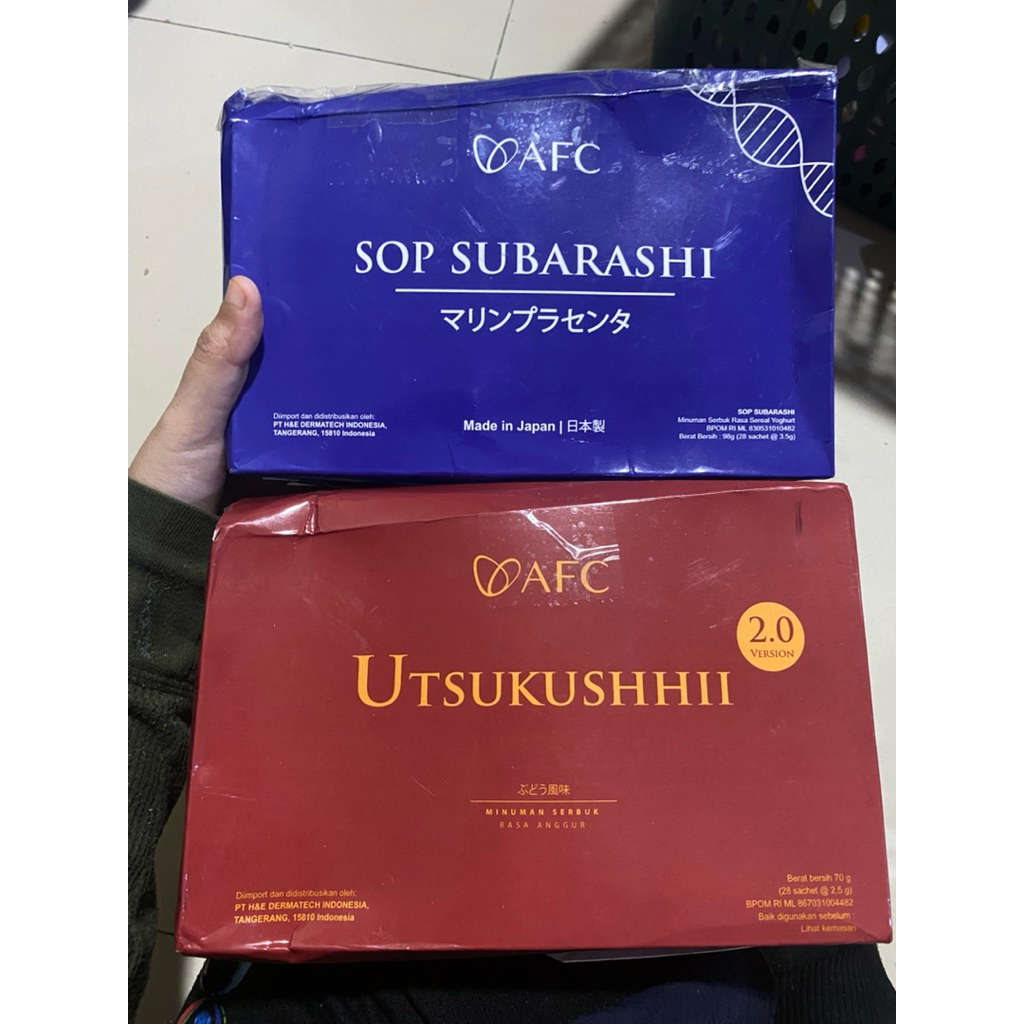 AFC
SOP SUBARASHI
マリンプラセンタ
Diimport dan didistribusikan oleh:
PT H&E DERMATECH INDONESIA,
TANGERANG, 15810 Indonesia
Made in Japan | 日本製
SOP SUBARASHI
Minuman Serbuk Rasa Sereal Yoghurt
BPOM RI ML 830531010482
Berat Bersih : 98g (28 sachet @ 3.5g)
AFC
2.0
VERSION
UTSUKUSHHII
ぶどう風味
MINUMAN SERBUK
RASA ANGGUR
Diimport dan didistribusikan oleh:
PT H&E DERMATECH INDONESIA,
TANGERANG, 15810 Indonesia
Berat bersih 70 g
(28 sachet @ 2,5 g)
BPOM RI ML 867031004482
Baik digunakan sebelum :
Lihat kemasan